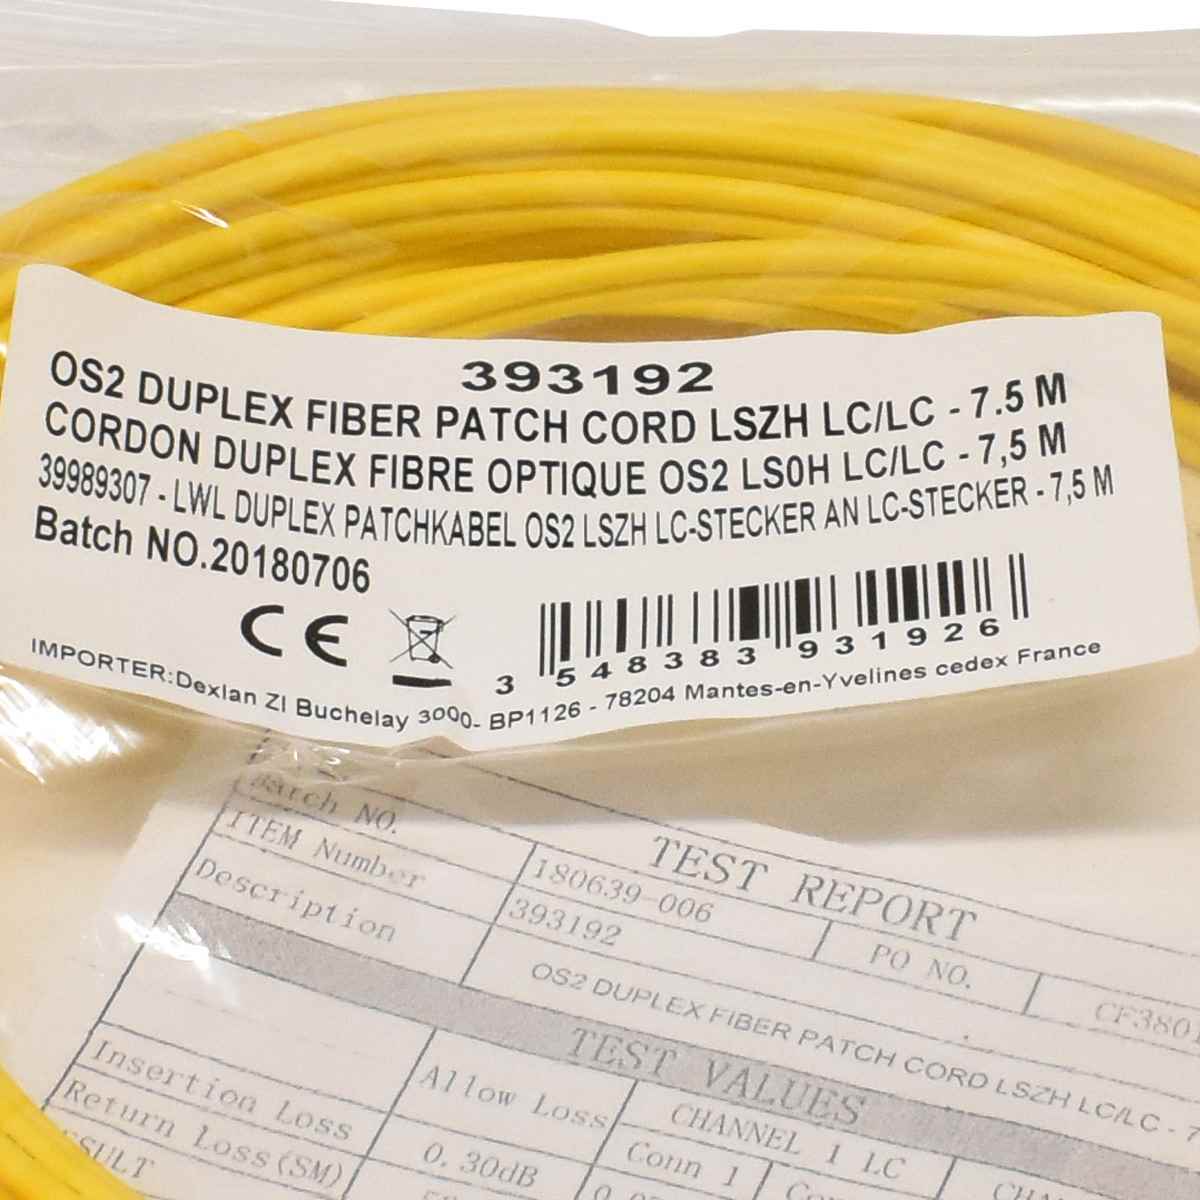 393192
OS2 DUPLEX FIBER PATCH CORD LSZH LC/LC - 7.5 M
CORDON DUPLEX FIBRE OPTIQUE OS2 LS0H LC/LC - 7,5 M
39989307 - LWL DUPLEX PATCHKABEL OS2 LSZH LC-STECKER AN LC-STECKER - 7,5 M
Batch NO.20180706
CE
3 548383 931926
IMPORTER:Dexlan ZI Buchelay 3000- BP1126 - 78204 Mantes-en-Yvelines cedex France
TEST REPORT
Batch NO. 180639-006 PO NO. CF3801
ITEM Number 393192
Description OS2 DUPLEX FIBER PATCH CORD LSZH LC/LC - 7
TEST VALUES
Allow Loss CHANNEL 1 LC
Conn 1
Insertion Loss 0.30dB
Return Loss(SM)